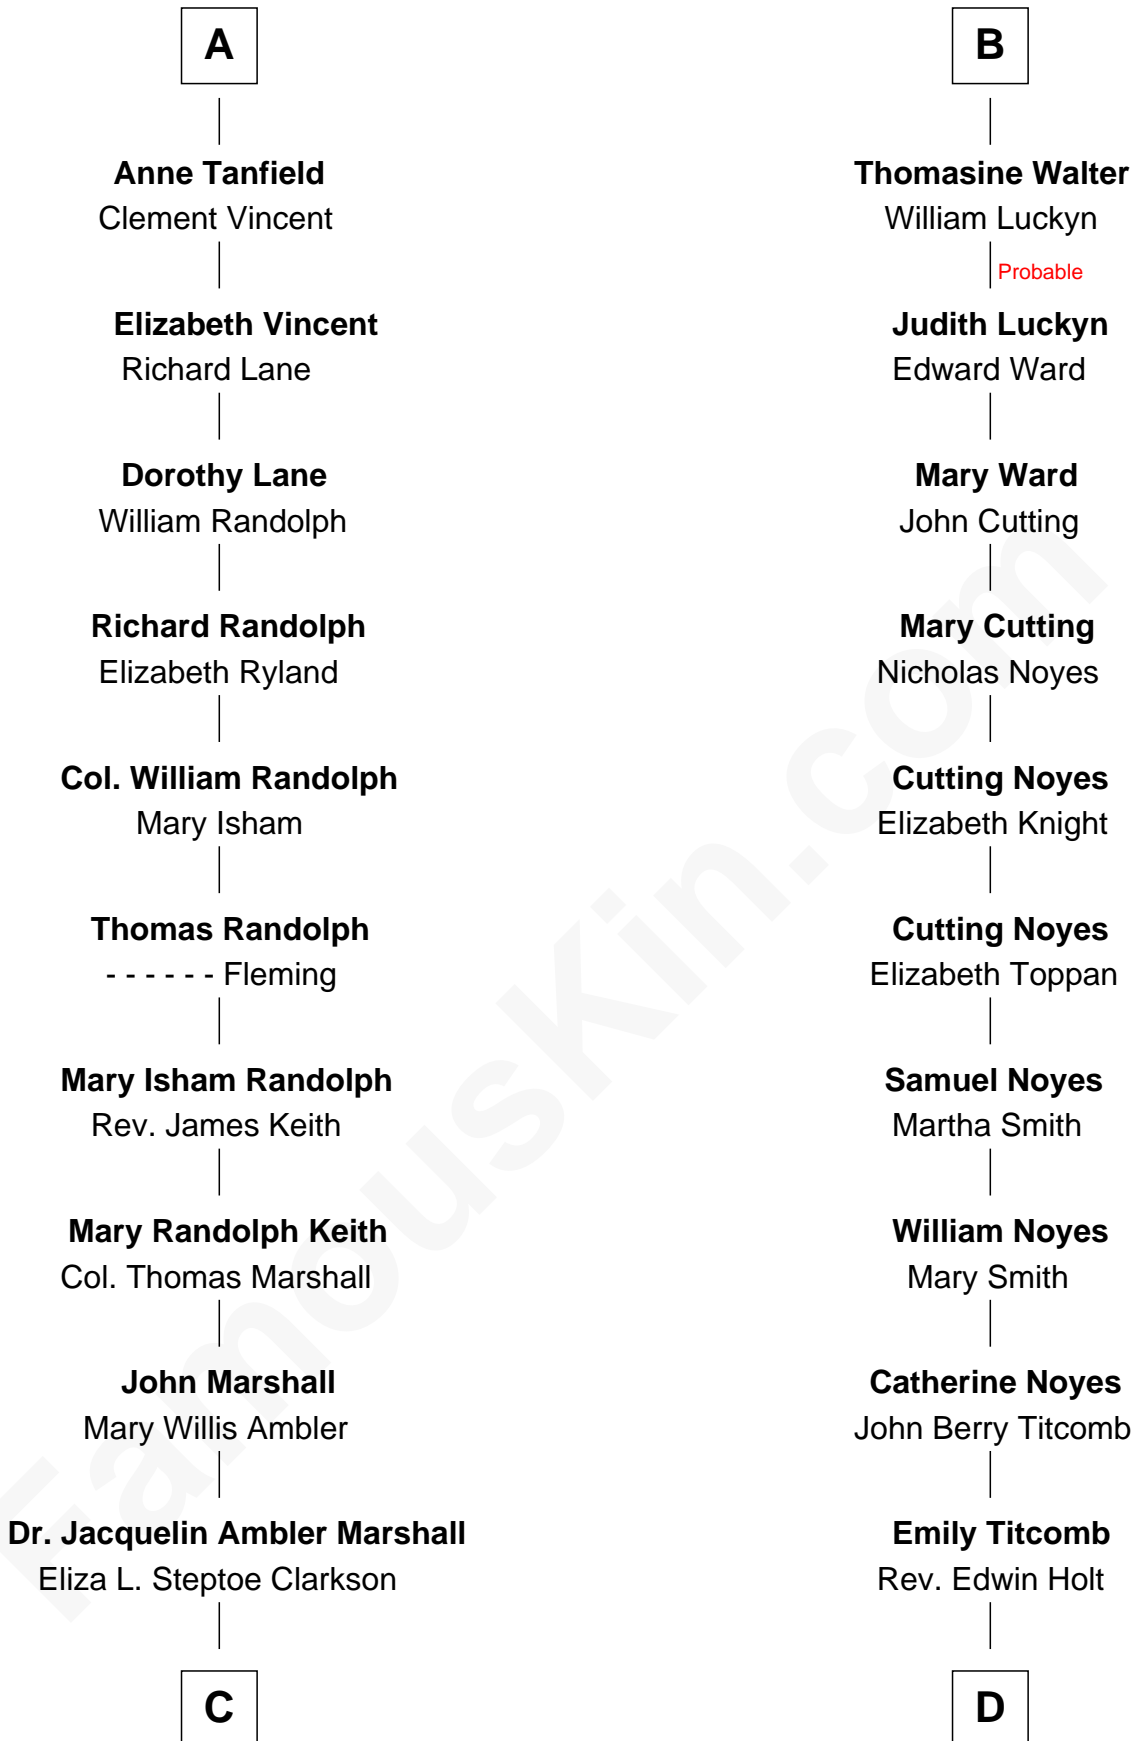 A
Anne Tanfield
Clement Vincent
Elizabeth Vincent
Richard Lane
Dorothy Lane
William Randolph
Richard Randolph
Elizabeth Ryland
Col. William Randolph
Mary Isham
Thomas Randolph
- - - - - - Fleming
Mary Isham Randolph
Rev. James Keith
Mary Randolph Keith
Col. Thomas Marshall
John Marshall
Mary Willis Ambler
Dr. Jacquelin Ambler Marshall
Eliza L. Steptoe Clarkson
C
B
Thomasine Walter
William Luckyn
Probable
Judith Luckyn
Edward Ward
Mary Ward
John Cutting
Mary Cutting
Nicholas Noyes
Cutting Noyes
Elizabeth Knight
Cutting Noyes
Elizabeth Toppan
Samuel Noyes
Martha Smith
William Noyes
Mary Smith
Catherine Noyes
John Berry Titcomb
Emily Titcomb
Rev. Edwin Holt
D
FamousKin.com